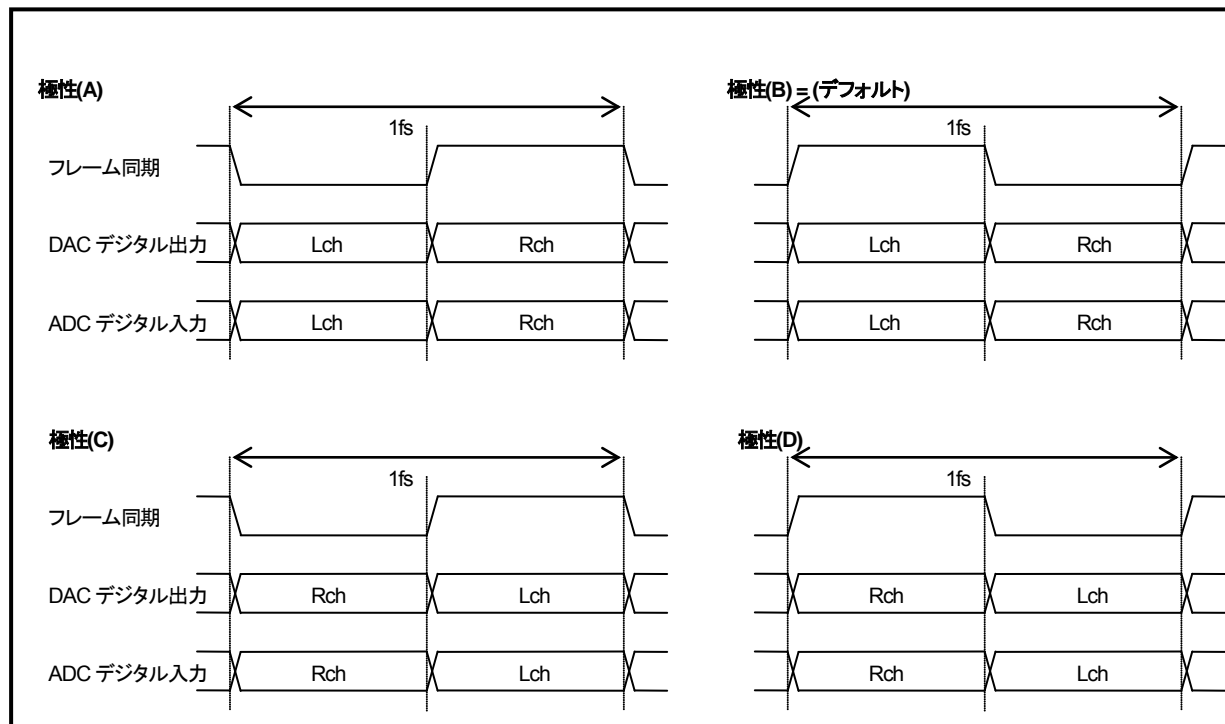 極性(A)
1fs
フレーム同期
DAC デジタル出力 Lch Rch
ADC デジタル入力 Lch Rch
極性(B) = (デフォルト)
1fs
Lch Rch
Lch Rch
極性(C)
1fs
フレーム同期
DAC デジタル出力 Rch Lch
ADC デジタル入力 Rch Lch
極性(D)
1fs
Rch Lch
Rch Lch